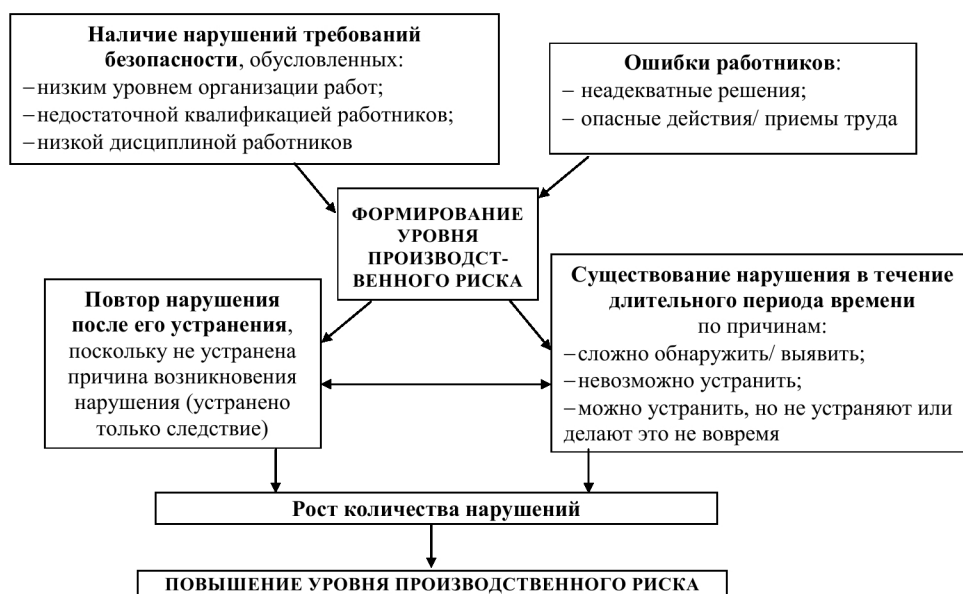 Наличие нарушений требований
безопасности, обусловленных:
–низким уровнем организации работ;
–недостаточной квалификацией работников;
–низкой дисциплиной работников
Ошибки работников:
– неадекватные решения;
– опасные действия/ приемы труда
ФОРМИРОВАНИЕ
УРОВНЯ
ПРОИЗВОДСТ-
ВЕННОГО РИСКА
Повтор нарушения
после его устранения,
поскольку не устранена
причина возникновения
нарушения (устранено
только следствие)
Существование нарушения в течение
длительного периода времени
по причинам:
–сложно обнаружить/ выявить;
–невозможно устранить;
–можно устранить, но не устраняют или
делают это не вовремя
Рост количества нарушений
ПОВЫШЕНИЕ УРОВНЯ ПРОИЗВОДСТВЕННОГО РИСКА